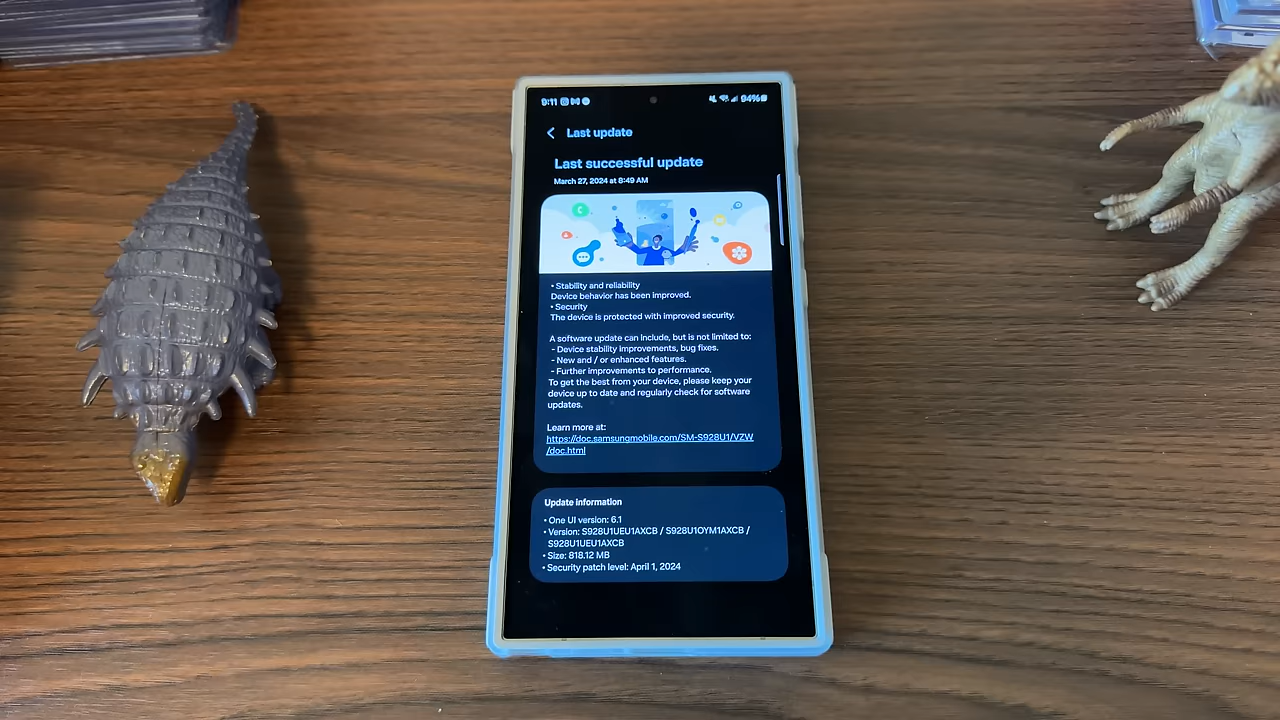 9:11
94%
Last update
Last successful update
March 27, 2024 at 8:49 AM
• Stability and reliability
Device behavior has been improved.
• Security
The device is protected with improved security.
A software update can include, but is not limited to:
- Device stability improvements, bug fixes.
- New and / or enhanced features.
- Further improvements to performance.
To get the best from your device, please keep your
device up to date and regularly check for software
updates.
Learn more at:
https://doc.samsungmobile.com/SM-S928U1/VZW
/doc.html
Update information
• One UI version: 6.1
• Version: S928U1UEU1AXCB / S928U1OYM1AXCB /
S928U1UEU1AXCB
• Size: 818.12 MB
• Security patch level: April 1, 2024